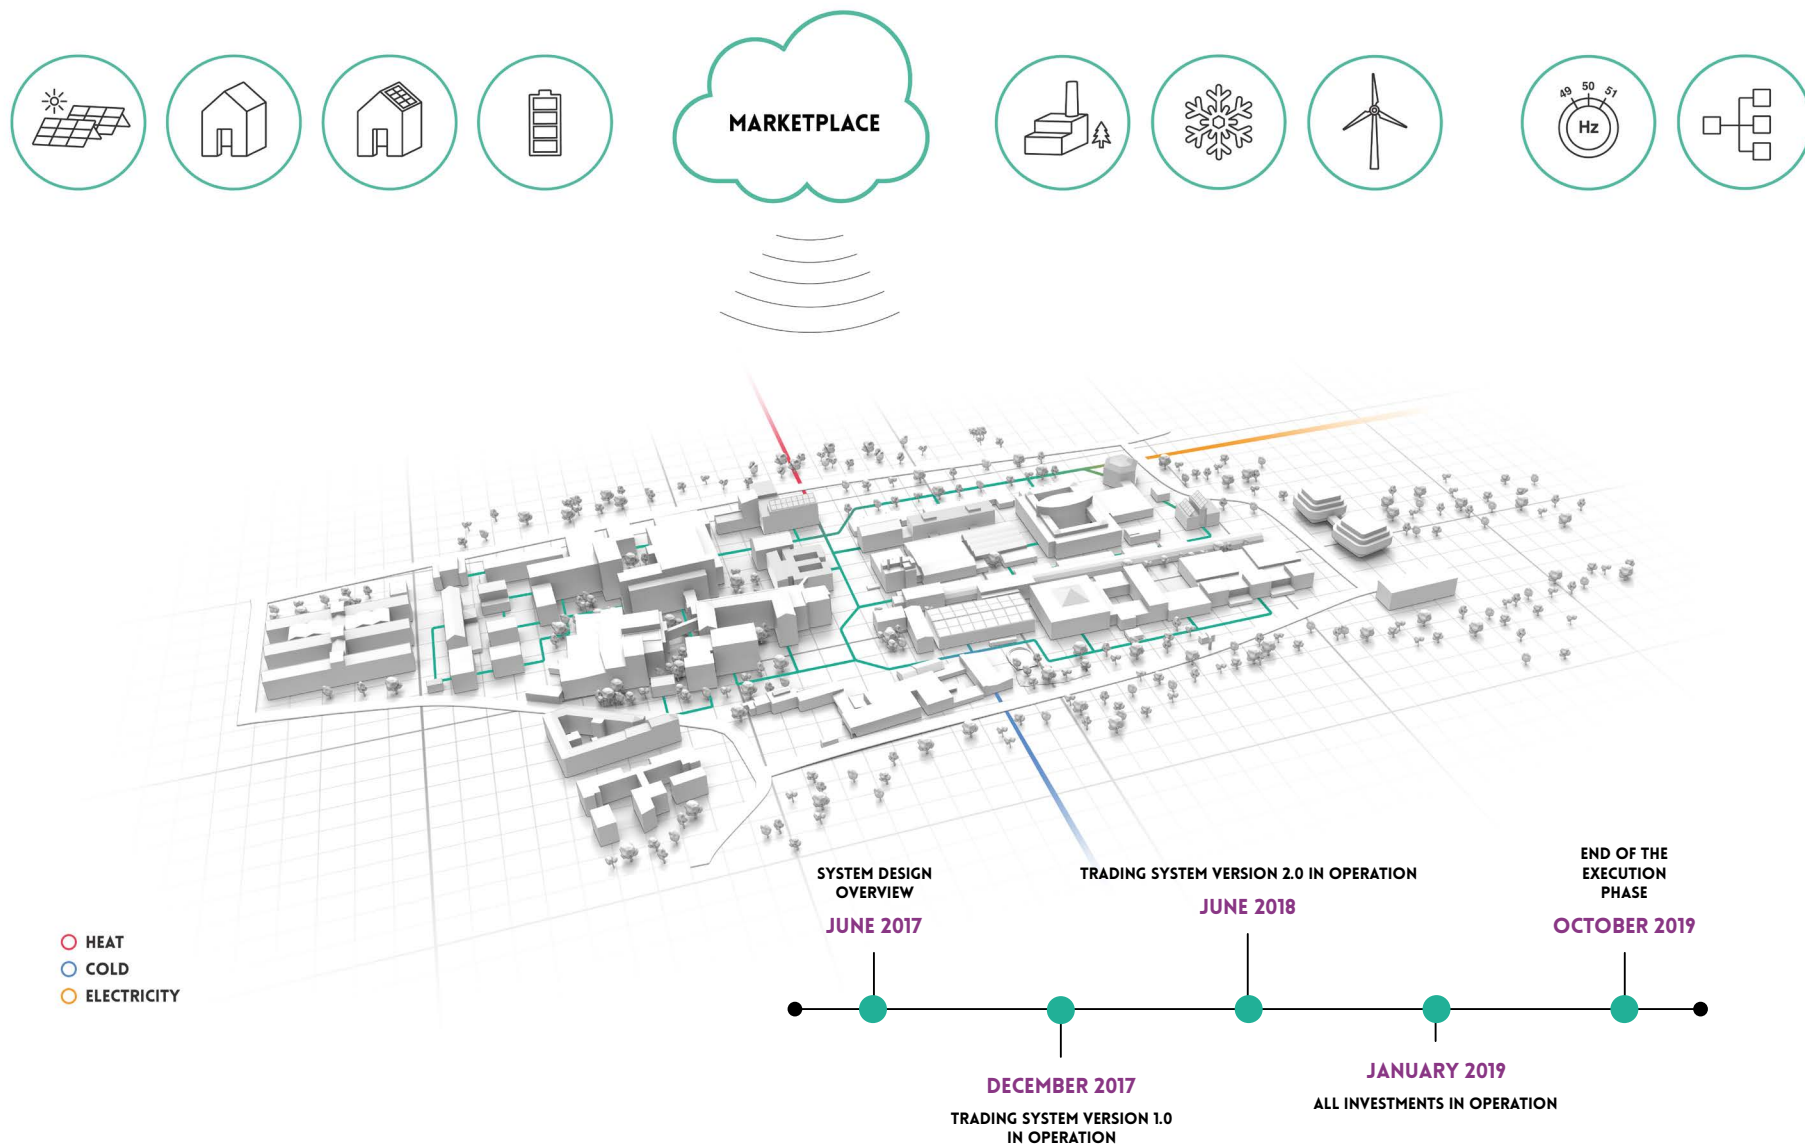 MARKETPLACE
49 50 51
Hz
SYSTEM DESIGN
OVERVIEW
JUNE 2017
TRADING SYSTEM VERSION 2.0 IN OPERATION
JUNE 2018
END OF THE
EXECUTION
PHASE
OCTOBER 2019
HEAT
COLD
ELECTRICITY
DECEMBER 2017
TRADING SYSTEM VERSION 1.0
IN OPERATION
JANUARY 2019
ALL INVESTMENTS IN OPERATION